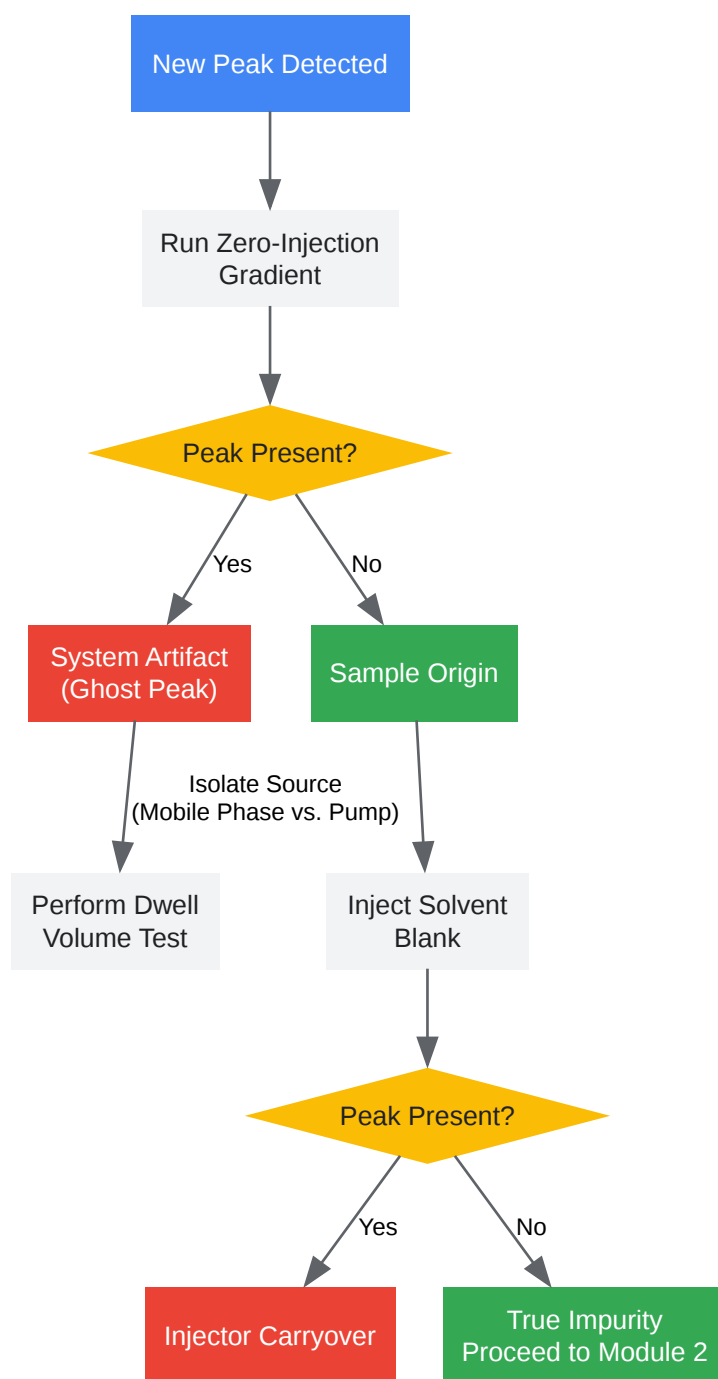 New Peak Detected
Run Zero-Injection
Gradient
Peak Present?
Yes
No
System Artifact
(Ghost Peak)
Sample Origin
Isolate Source
(Mobile Phase vs. Pump)
Perform Dwell
Volume Test
Inject Solvent
Blank
Peak Present?
Yes
No
Injector Carryover
True Impurity
Proceed to Module 2